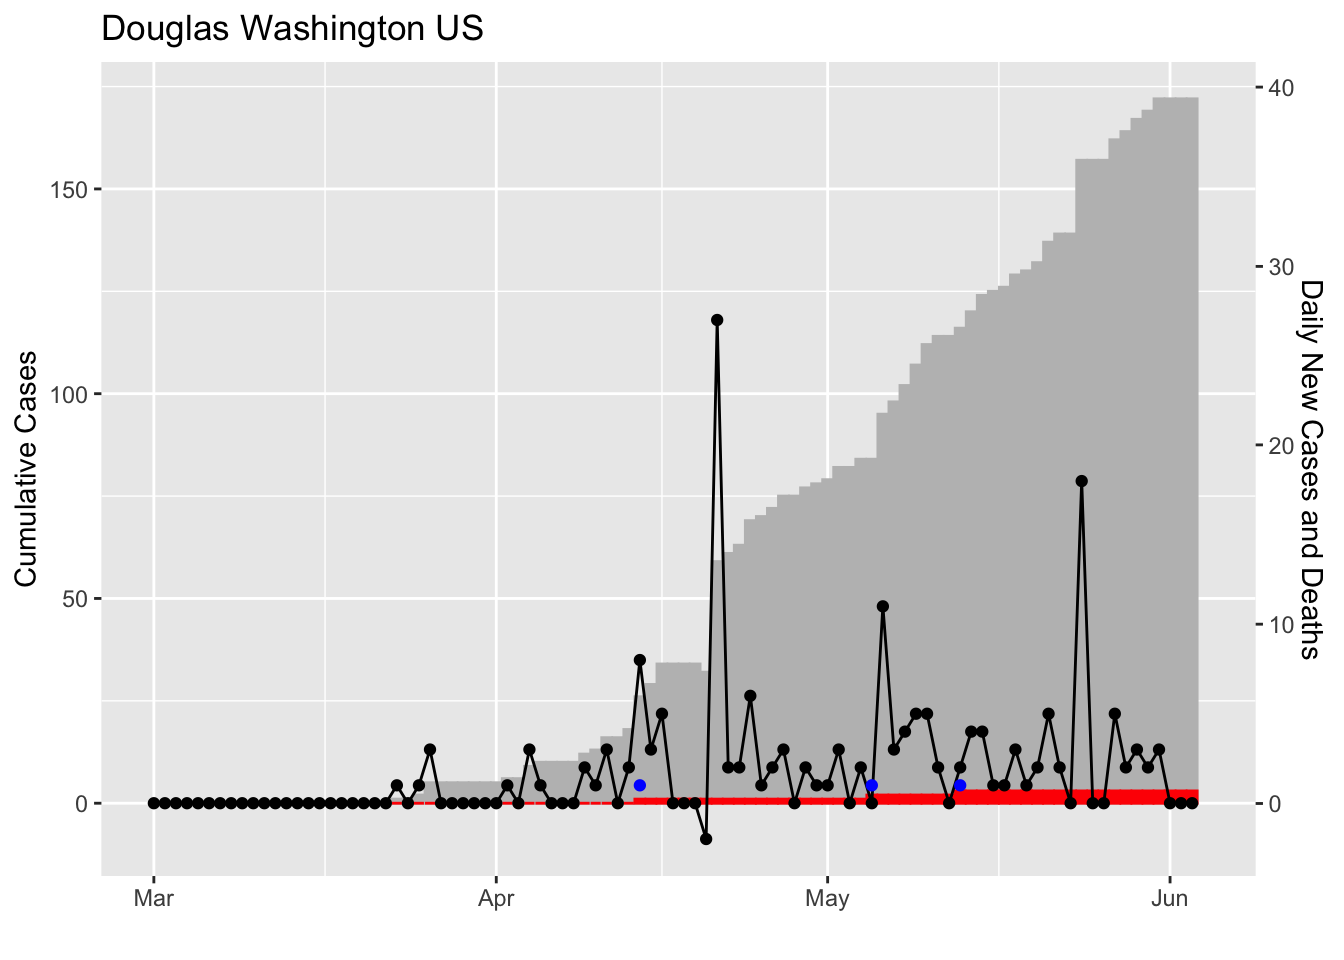 Douglas Washington US
Cumulative Cases
150
100
50
0
40
30
20
10
0
Daily New Cases and Deaths
Mar
Apr
May
Jun